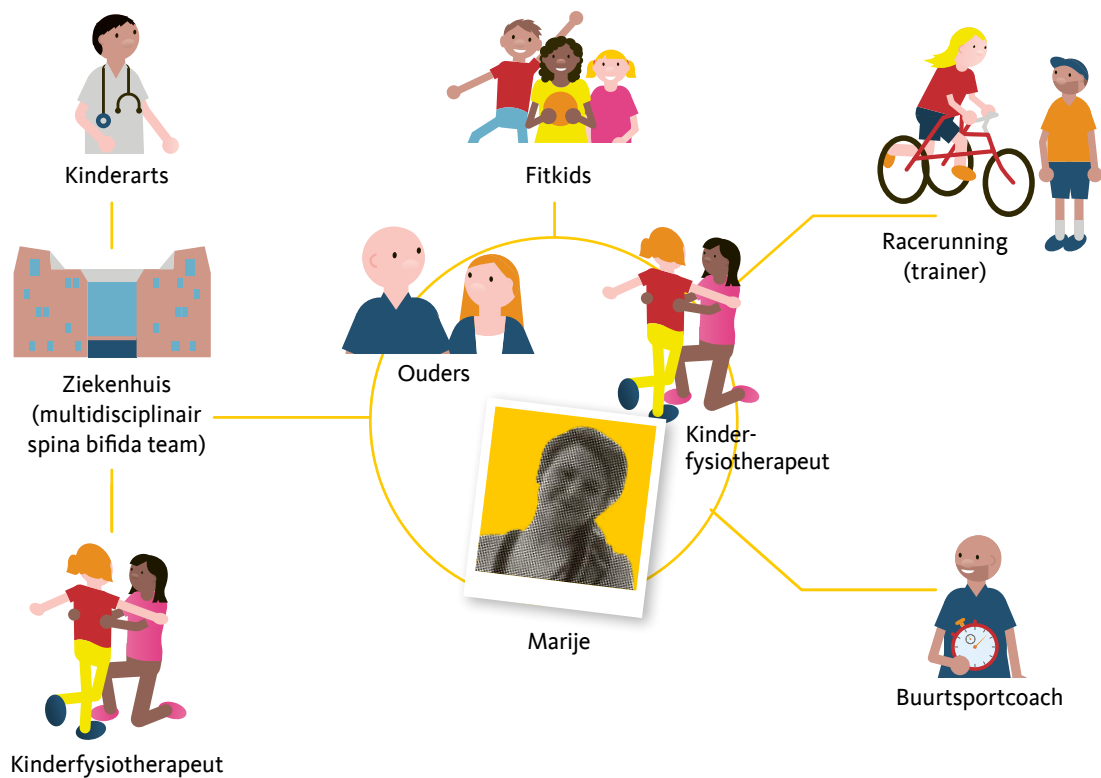 Kinderarts
Fitkids
Racerunning
(trainer)
Ouders
Ziekenhuis
(multidisciplinair
spina bifida team)
Kinder-
fysiotherapeut
Marije
Buurtsportcoach
Kinderfysiotherapeut